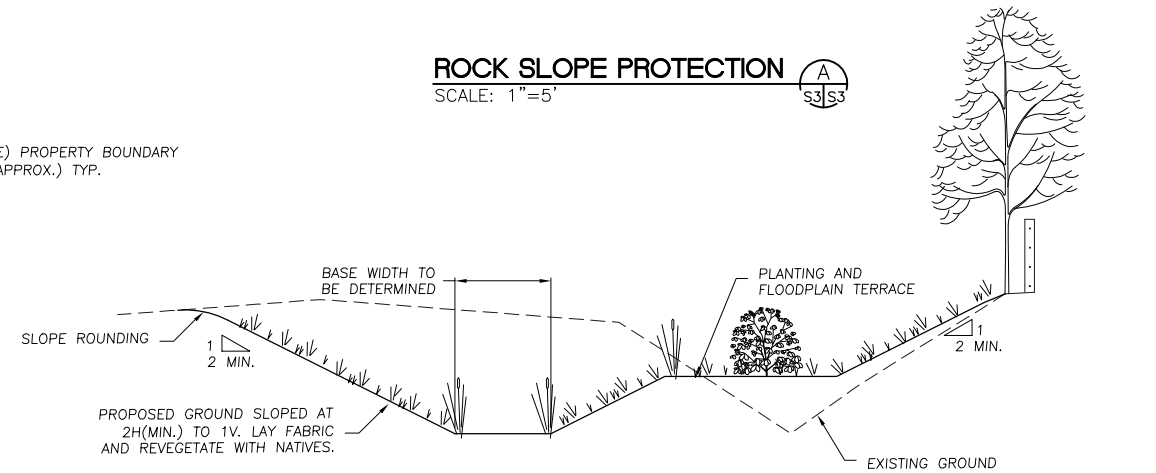 ROCK SLOPE PROTECTION
A
S3 S3
SCALE: 1"=5'
PROPERTY BOUNDARY
TYP.
BASE WIDTH TO
BE DETERMINED
PLANTING AND
FLOODPLAIN TERRACE
SLOPE ROUNDING
1
2 MIN.
1
2 MIN.
PROPOSED GROUND SLOPED AT
2H(MIN.) TO 1V. LAY FABRIC
AND REVEGETATE WITH NATIVES.
EXISTING GROUND